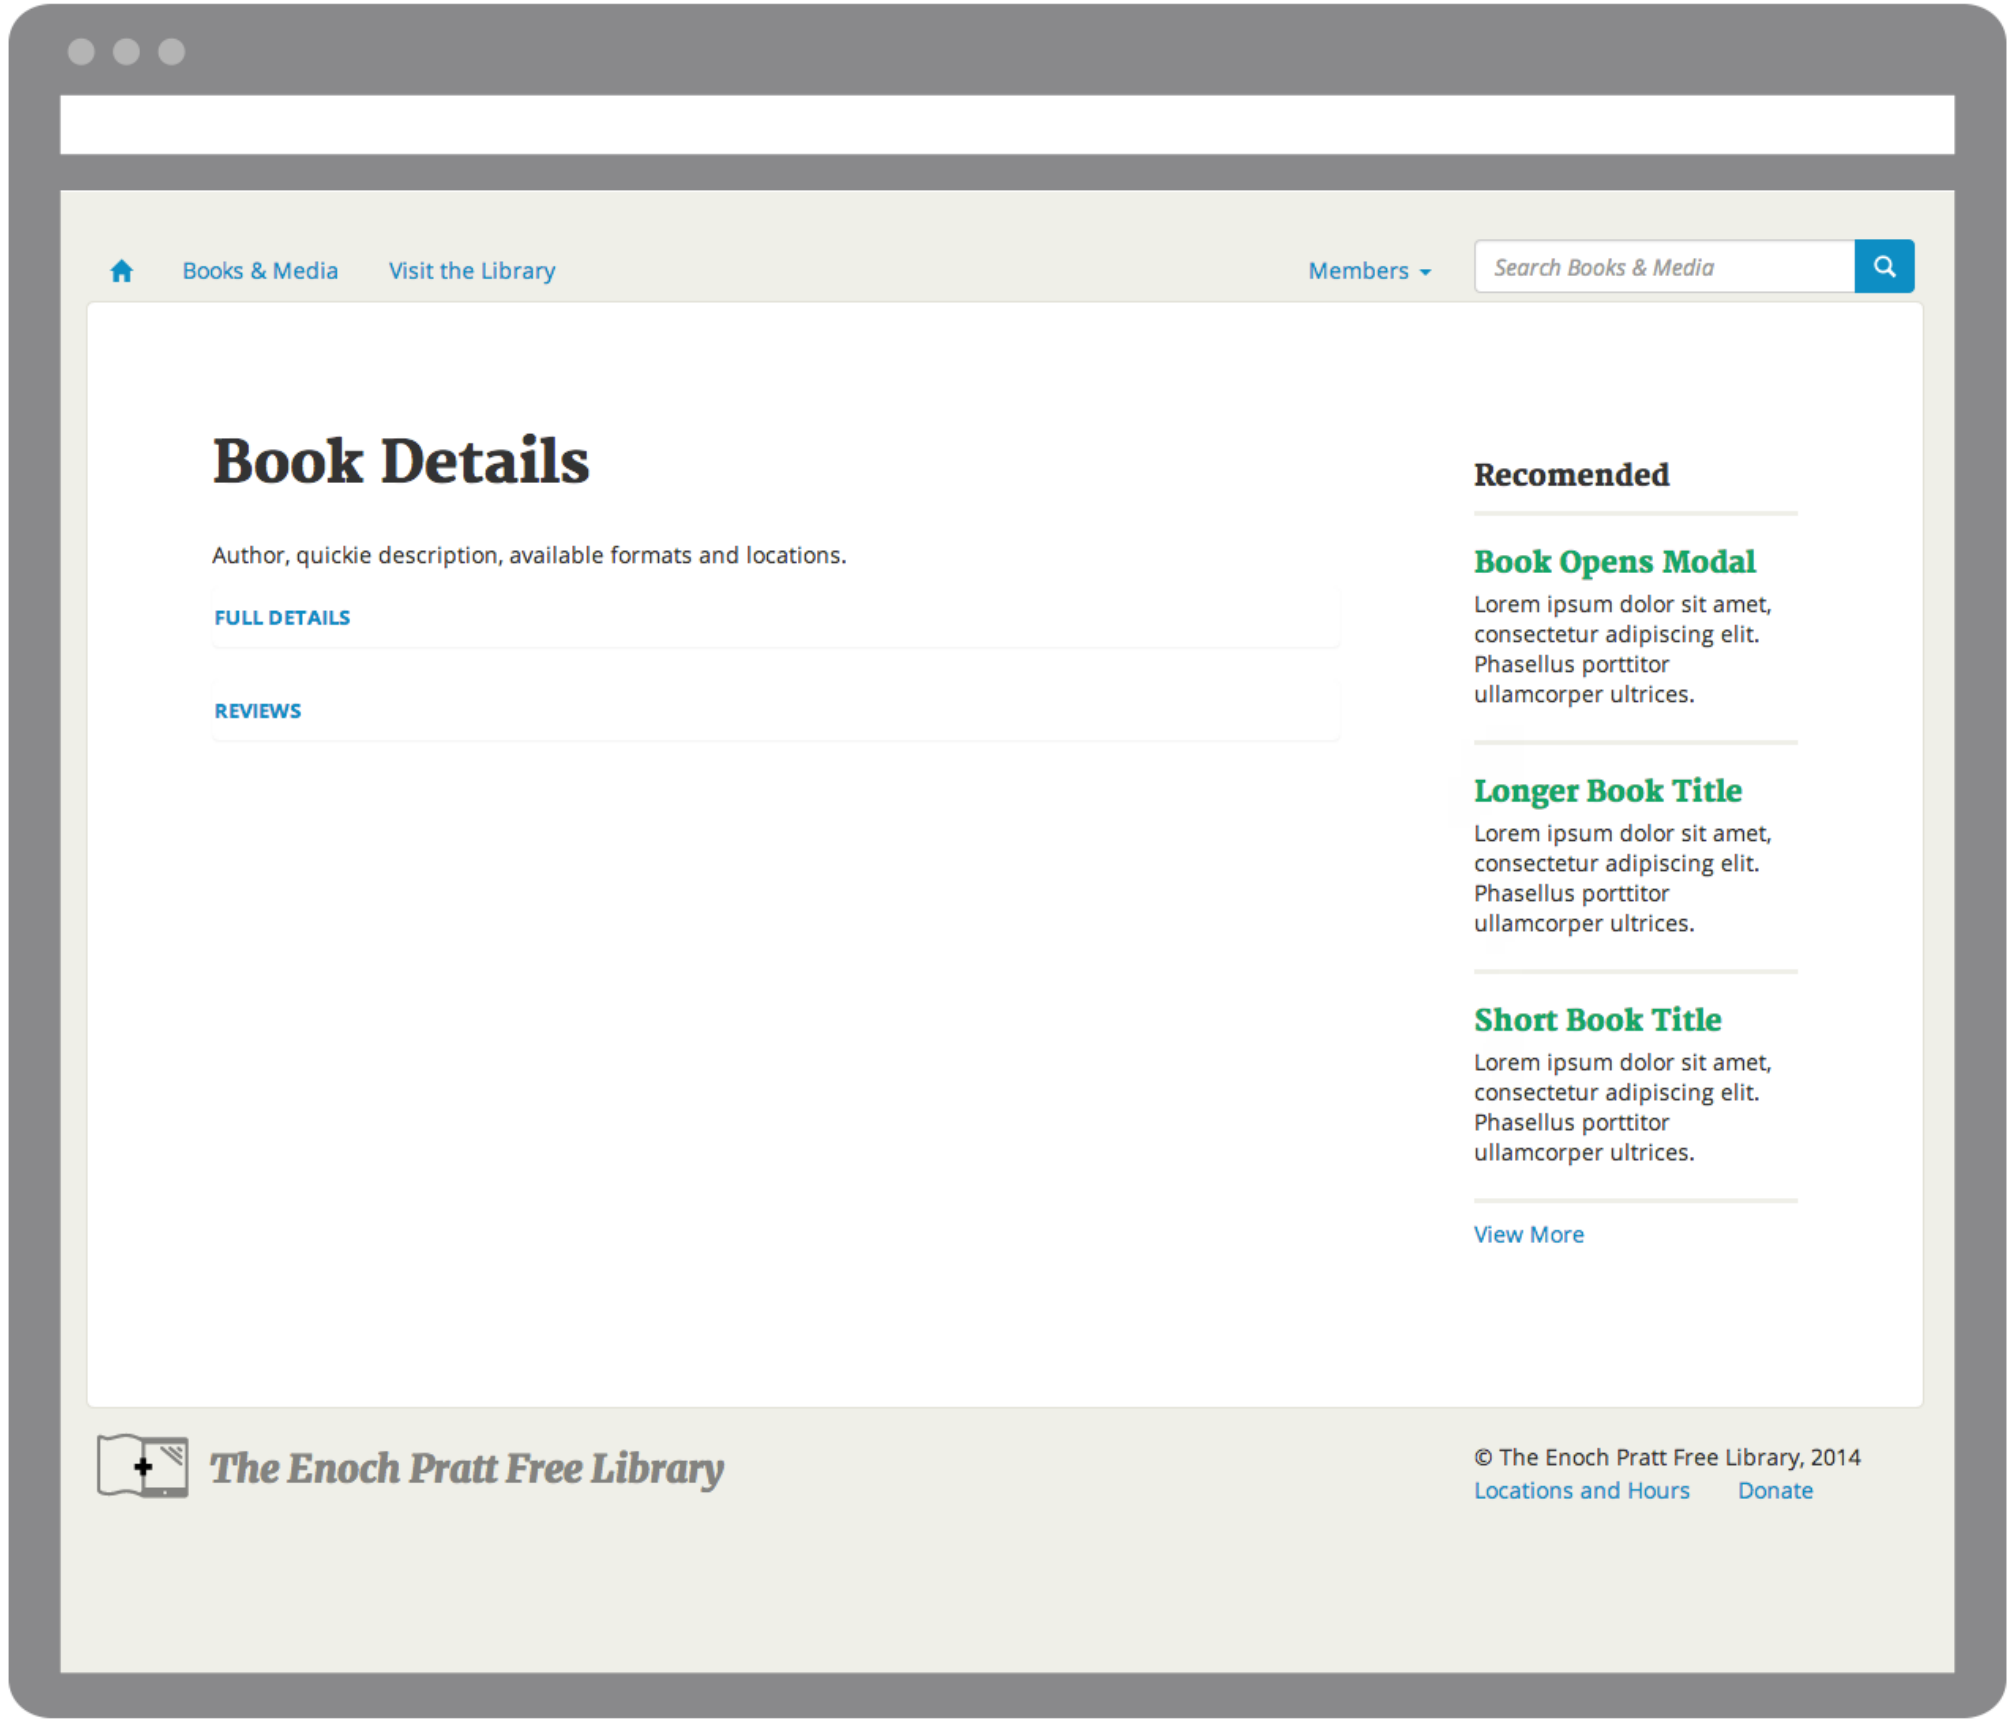 Books & Media
Visit the Library
Members
Search Books & Media
Book Details
Author, quickie description, available formats and locations.
FULL DETAILS
REVIEWS
Recomended
Book Opens Modal
Lorem ipsum dolor sit amet,
consectetur adipiscing elit.
Phasellus porttitor
ullamcorper ultrices.
Longer Book Title
Lorem ipsum dolor sit amet,
consectetur adipiscing elit.
Phasellus porttitor
ullamcorper ultrices.
Short Book Title
Lorem ipsum dolor sit amet,
consectetur adipiscing elit.
Phasellus porttitor
ullamcorper ultrices.
View More
The Enoch Pratt Free Library
© The Enoch Pratt Free Library, 2014
Locations and Hours
Donate